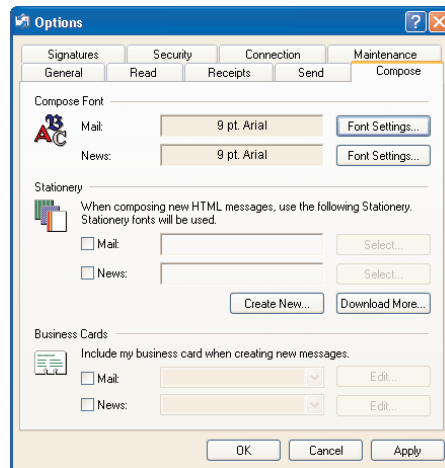 Options
Signatures Security Connection Maintenance
General Read Receipts Send Compose
Compose Font
Mail: 9 pt. Arial Font Settings...
News: 9 pt. Arial Font Settings...
Stationery
When composing new HTML messages, use the following Stationery.
Stationery fonts will be used.
Mail: Select...
News: Select...
Create New... Download More...
Business Cards
Include my business card when creating new messages.
Mail: Edit...
News: Edit...
OK Cancel Apply